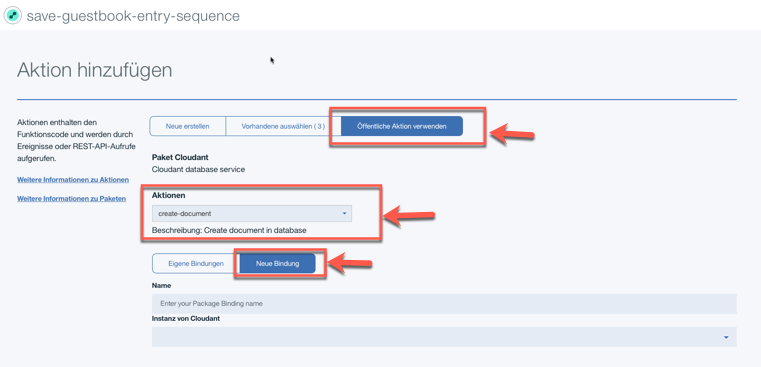 save-guestbook-entry-sequence
Aktion hinzufügen
Aktionen enthalten den
Funktionscode und werden durch
Ereignisse oder REST-API-Aufrufe
aufgerufen.
Weitere Informationen zu Aktionen
Weitere Informationen zu Paketen
Neue erstellen
Vorhandene auswählen ( 3 )
Öffentliche Aktion verwenden
Paket Cloudant
Cloudant database service
Aktionen
create-document
Beschreibung: Create document in database
Eigene Bindungen
Neue Bindung
Name
Enter your Package Binding name
Instanz von Cloudant